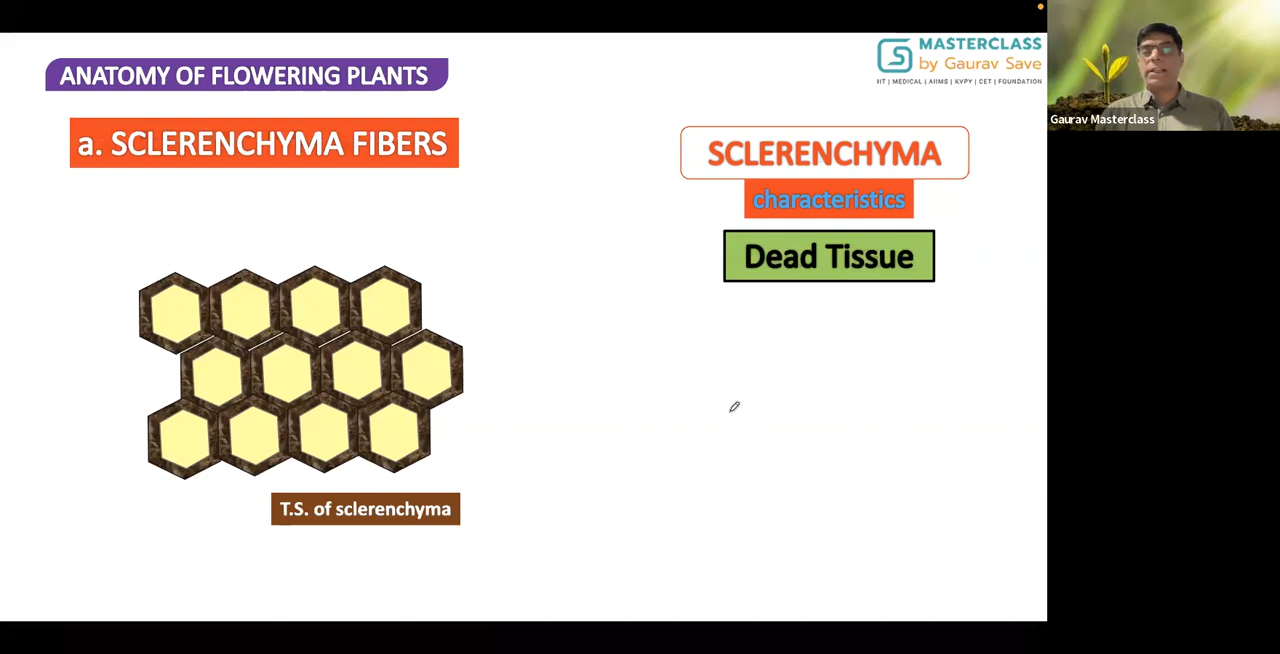 ANATOMY OF FLOWERING PLANTS
MASTERCLASS
by Gaurav Save
IIT | MEDICAL | AIIMS | KVPY | CET | FOUNDATION
Gaurav Masterclass
a. SCLERENCHYMA FIBERS
SCLERENCHYMA
characteristics
Dead Tissue
T.S. of sclerenchyma